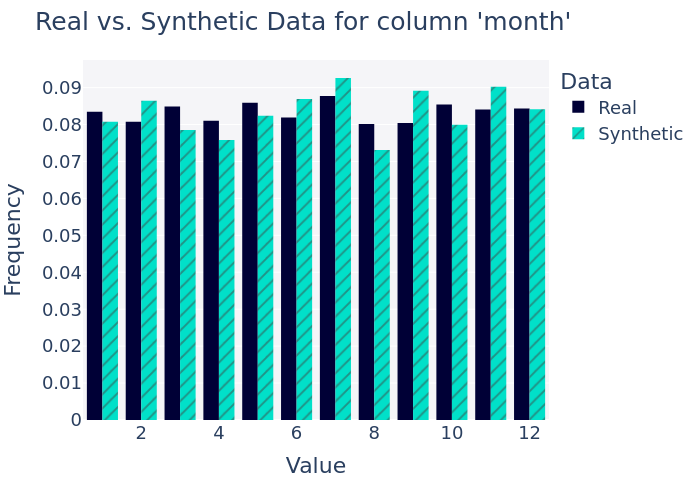 Real vs. Synthetic Data for column 'month'
0.09
0.08
0.07
0.06
0.05
0.04
0.03
0.02
0.01
0
Frequency
2 4 6 8 10 12
Value
Data
Real
Synthetic